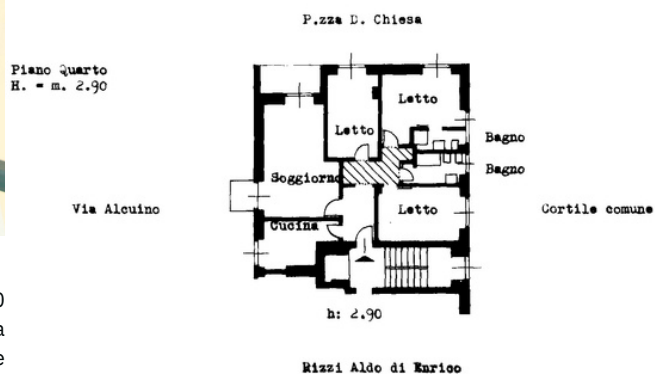 P.zza D. Chiesa
Piano Quarto
H. = m. 2.90
Letto
Letto
Bagno
Bagno
Soggiorno
Via Alcuino
Letto
Cortile comune
Cucina
h: 2.90
Rizzi Aldo di Enrico
0
a
e